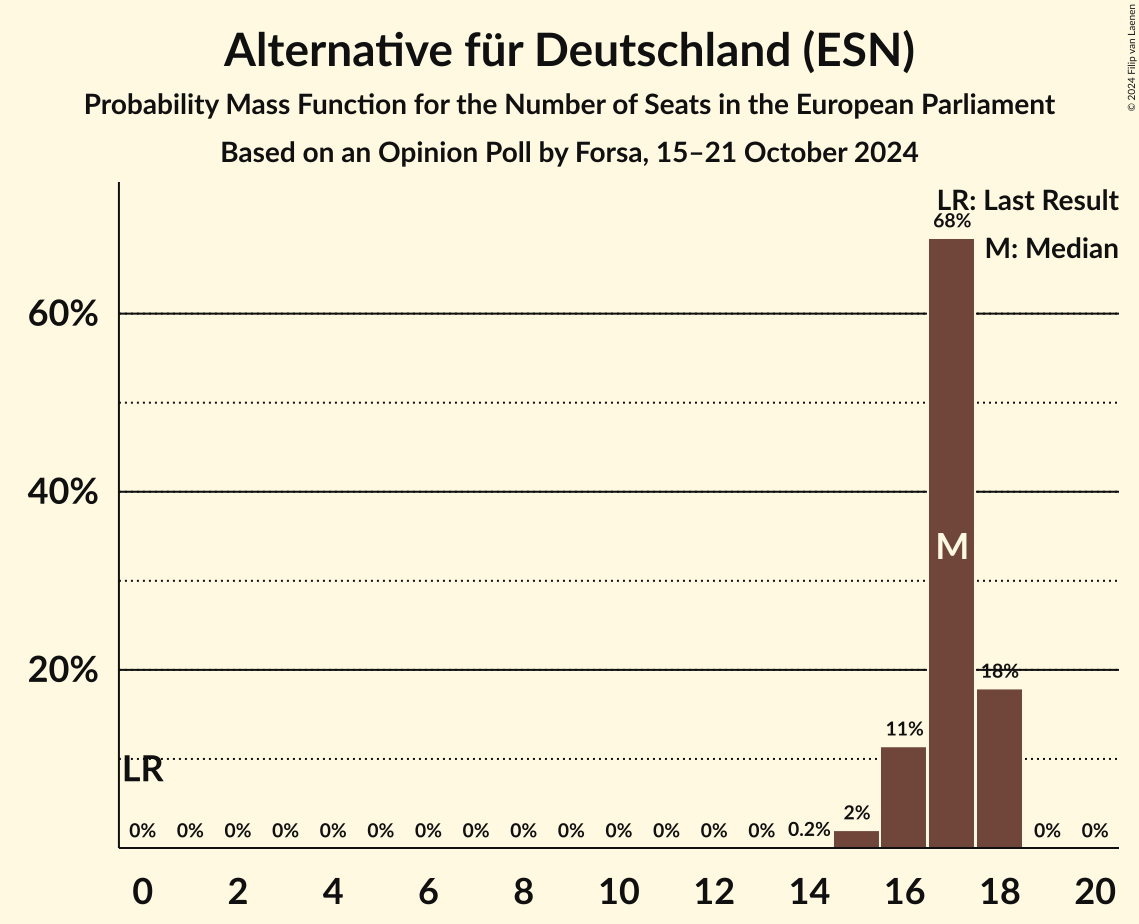 Alternative für Deutschland (ESN)
Probability Mass Function for the Number of Seats in the European Parliament
Based on an Opinion Poll by Forsa, 15–21 October 2024
© 2024 Filip van Laenen
LR: Last Result
M: Median
68%
60%
40%
M
20%
18%
11%
LR
2%
0% 0% 0% 0% 0% 0% 0% 0% 0% 0% 0% 0% 0% 0% 0.2% 0% 0%
0 2 4 6 8 10 12 14 16 18 20